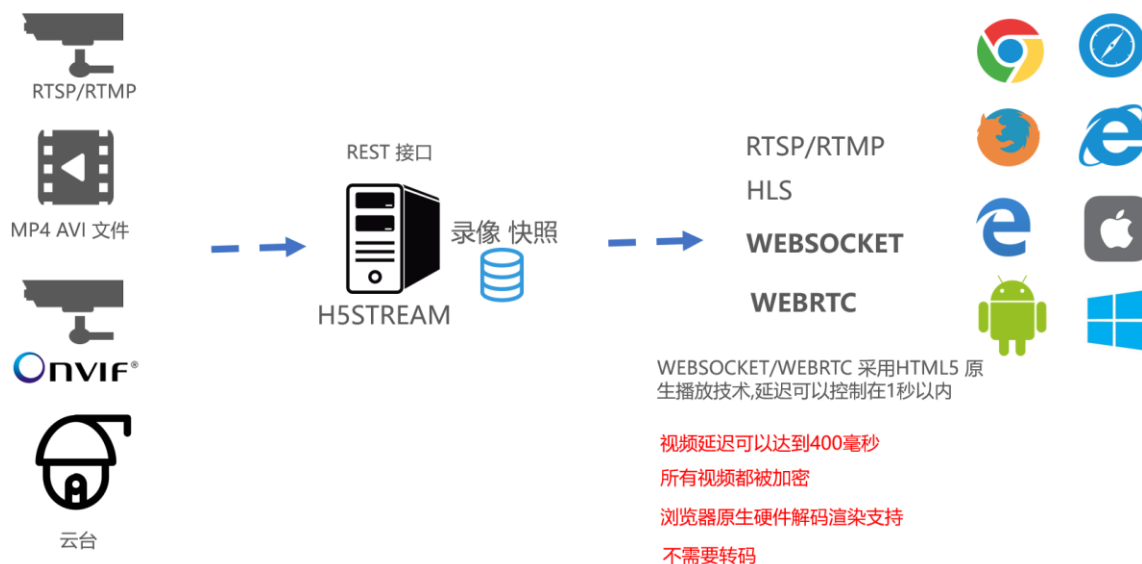 RTSP/RTMP
MP4 AVI 文件
ONVIF®
云台
REST 接口
录像 快照
H5STREAM
RTSP/RTMP
HLS
WEBSOCKET
WEBRTC
WEBSOCKET/WEBRTC 采用HTML5 原
生播放技术,延迟可以控制在1秒以内
视频延迟可以达到400毫秒
所有视频都被加密
浏览器原生硬件解码渲染支持
不需要转码